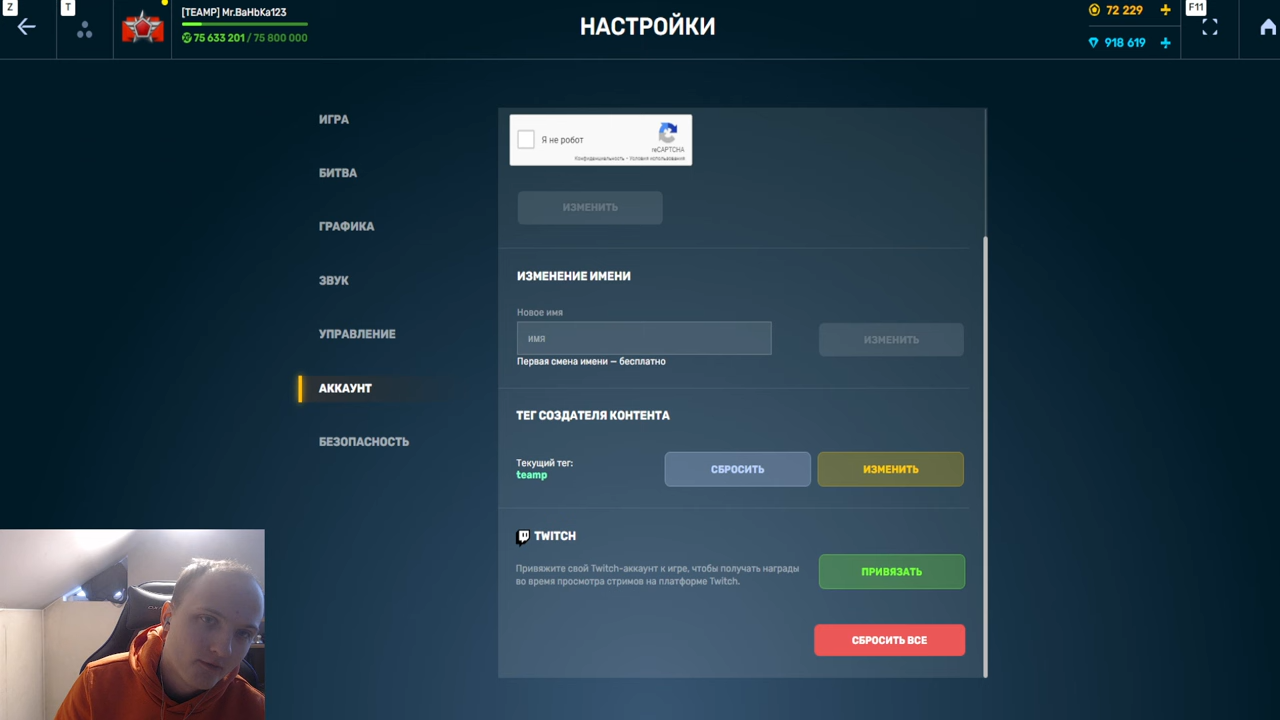 Z
T
[TEAMP] Mr.BaHbKa123
75 633 201 / 75 800 000
НАСТРОЙКИ
72 229
918 619
F11
ИГРА
БИТВА
ГРАФИКА
ЗВУК
УПРАВЛЕНИЕ
АККАУНТ
БЕЗОПАСНОСТЬ
Я не робот
reCAPTCHA
Конфиденциальность - Условия использования
ИЗМЕНИТЬ
ИЗМЕНЕНИЕ ИМЕНИ
Новое имя
имя
ИЗМЕНИТЬ
Первая смена имени — бесплатно
ТЕГ СОЗДАТЕЛЯ КОНТЕНТА
Текущий тег:
teamp
СБРОСИТЬ
ИЗМЕНИТЬ
TWITCH
Привяжите свой Twitch-аккаунт к игре, чтобы получать награды
во время просмотра стримов на платформе Twitch.
ПРИВЯЗАТЬ
СБРОСИТЬ ВСЕ